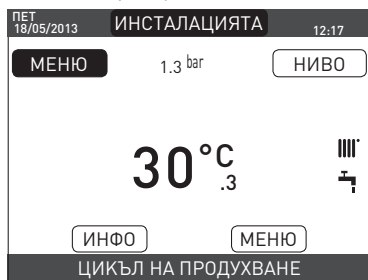 ПЕТ
18/05/2013 ИНСТАЛАЦИЯТА 12:17
МЕНЮ 1.3 bar НИВО
30°C
.3
ИНФО МЕНЮ
ЦИКЪЛ НА ПРОДУХВАНЕ